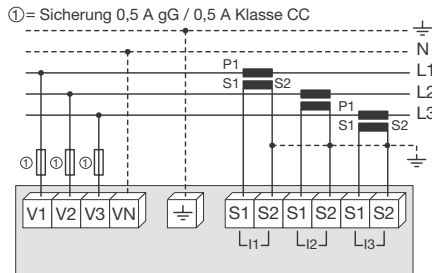 ①= Sicherung 0,5 A gG / 0,5 A Klasse CC
N
P1
L1
S1 S2
L2
P1
L3
S1 S2
① ① ①
V1 V2 V3 VN S1 S2 S1 S2 S1 S2
I1 I2 I3